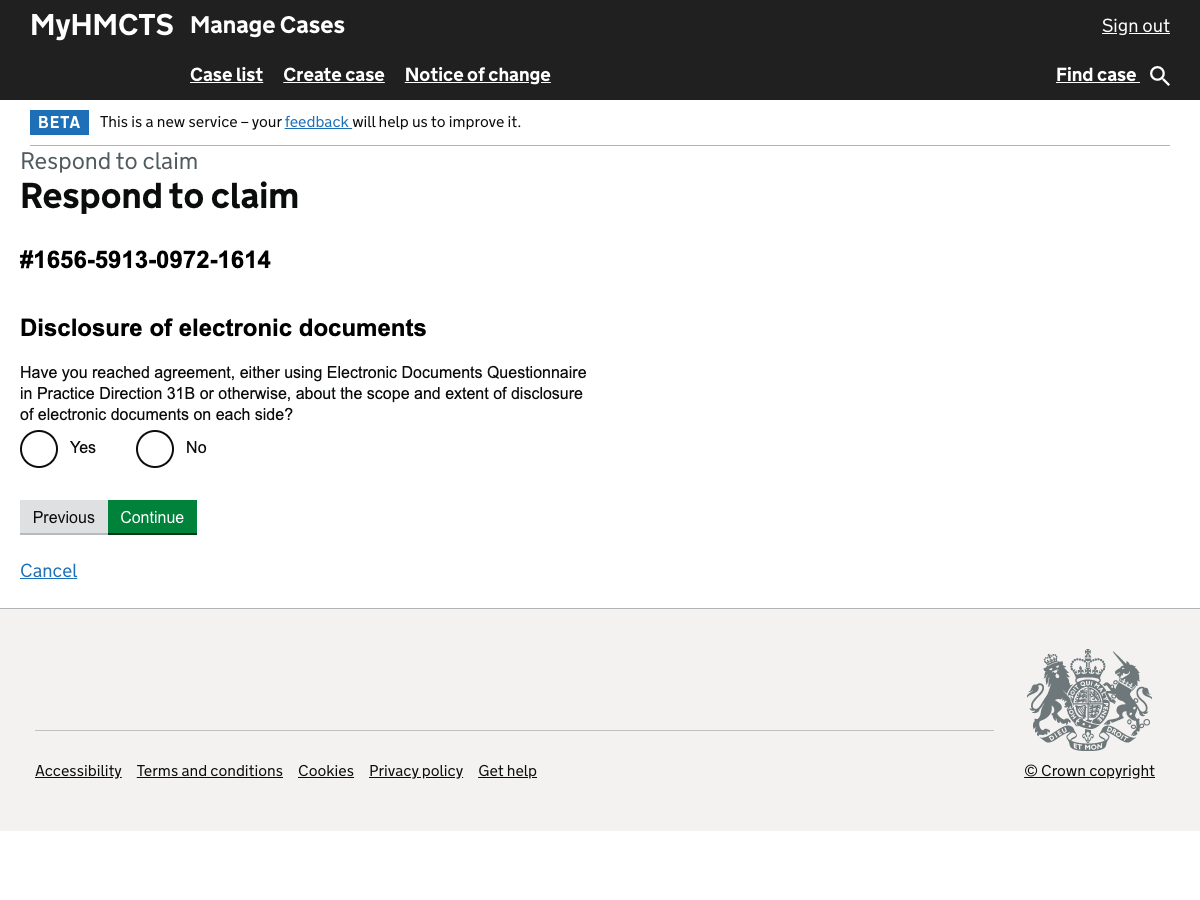 MyHMCTS Manage Cases Sign out
Case list Create case Notice of change Find case
BETA This is a new service – your feedback will help us to improve it.
Respond to claim
Respond to claim
#1656-5913-0972-1614
Disclosure of electronic documents
Have you reached agreement, either using Electronic Documents Questionnaire
in Practice Direction 31B or otherwise, about the scope and extent of disclosure
of electronic documents on each side?
Yes No
Previous Continue
Cancel
DIEU ET MON DROIT
Accessibility Terms and conditions Cookies Privacy policy Get help © Crown copyright